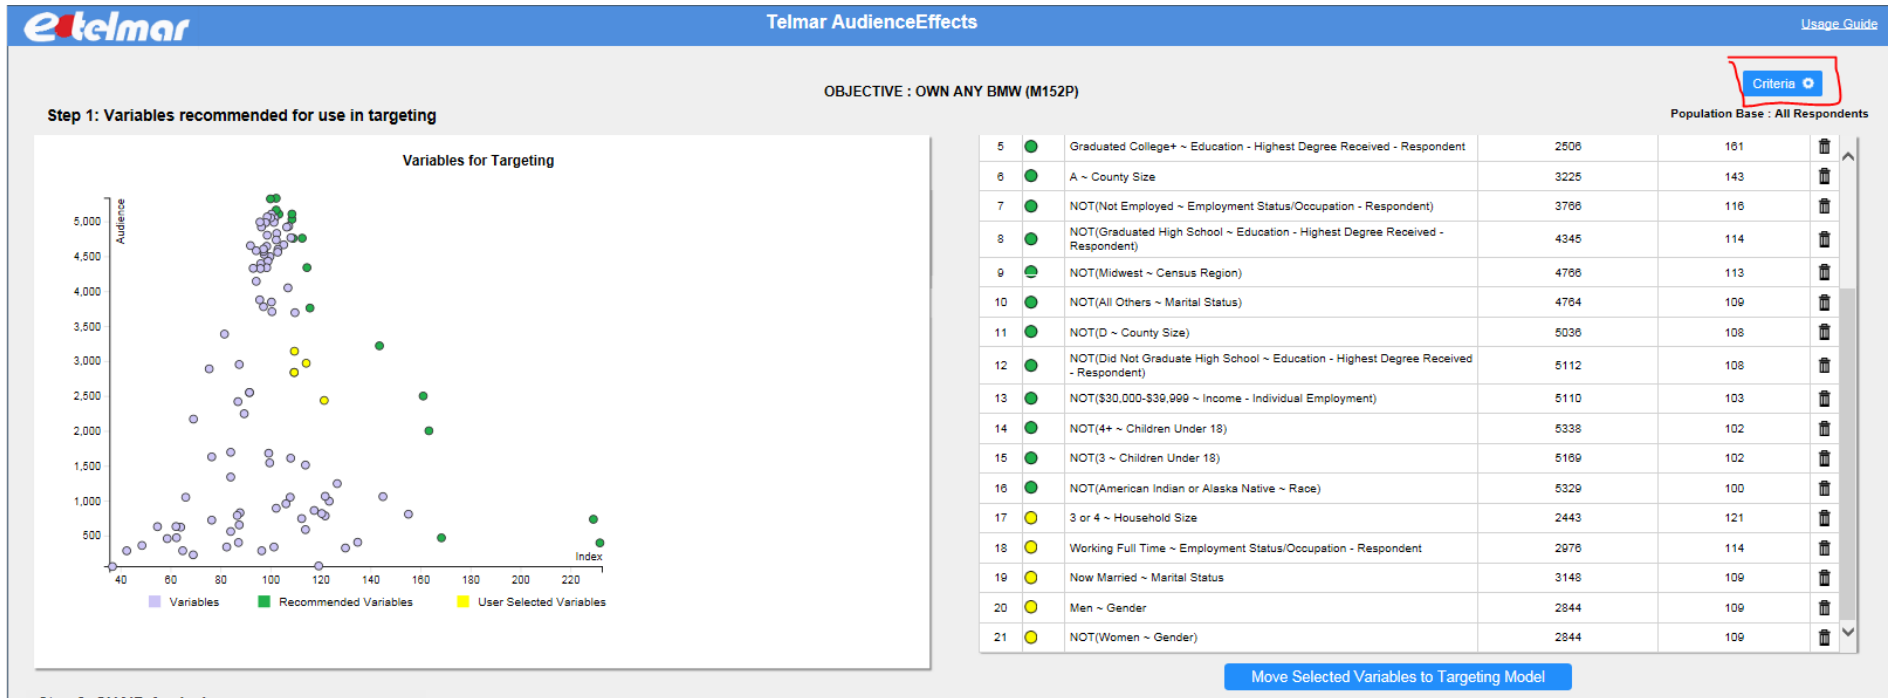 etelmar
Telmar AudienceEffects
Usage Guide
Criteria
OBJECTIVE : OWN ANY BMW (M152P)
Population Base : All Respondents
Step 1: Variables recommended for use in targeting
Variables for Targeting
Audience
5,000
4,500
4,000
3,500
3,000
2,500
2,000
1,500
1,000
500
Index
40 60 80 100 120 140 160 180 200 220
Variables Recommended Variables User Selected Variables
5 Graduated College+ ~ Education - Highest Degree Received - Respondent 2506 161
6 A ~ County Size 3225 143
7 NOT(Not Employed ~ Employment Status/Occupation - Respondent) 3766 116
8 NOT(Graduated High School ~ Education - Highest Degree Received - 4345 114
Respondent)
9 NOT(Midwest ~ Census Region) 4766 113
10 NOT(All Others ~ Marital Status) 4764 109
11 NOT(D ~ County Size) 5036 108
12 NOT(Did Not Graduate High School ~ Education - Highest Degree Received 5112 108
- Respondent)
13 NOT($30,000-$39,999 ~ Income - Individual Employment) 5110 103
14 NOT(4+ ~ Children Under 18) 5338 102
15 NOT(3 ~ Children Under 18) 5169 102
16 NOT(American Indian or Alaska Native ~ Race) 5329 100
17 3 or 4 ~ Household Size 2443 121
18 Working Full Time ~ Employment Status/Occupation - Respondent 2976 114
19 Now Married ~ Marital Status 3148 109
20 Men ~ Gender 2844 109
21 NOT(Women ~ Gender) 2844 109
Move Selected Variables to Targeting Model